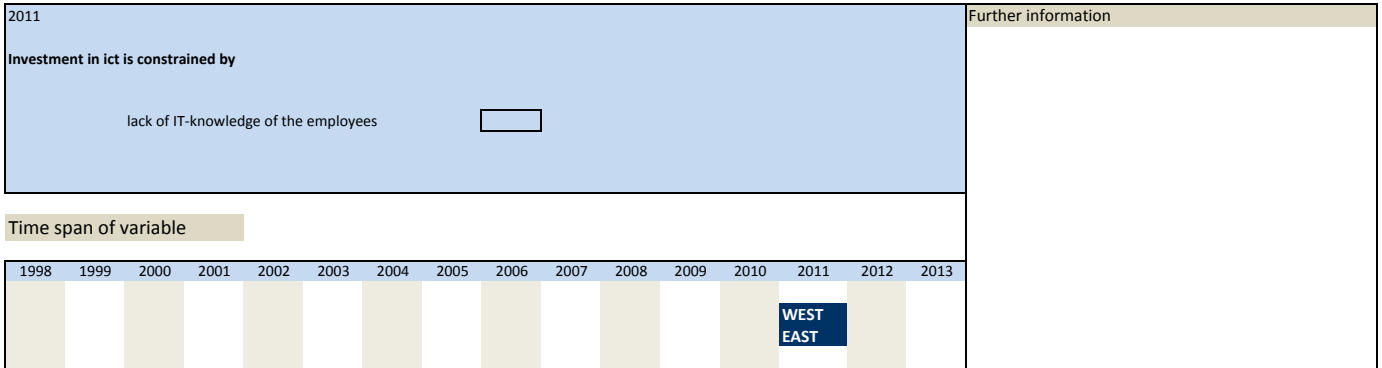 2011
Further information
Investment in ict is constrained by
lack of IT-knowledge of the employees
Time span of variable
1998 1999 2000 2001 2002 2003 2004 2005 2006 2007 2008 2009 2010 2011 2012 2013
WEST
EAST